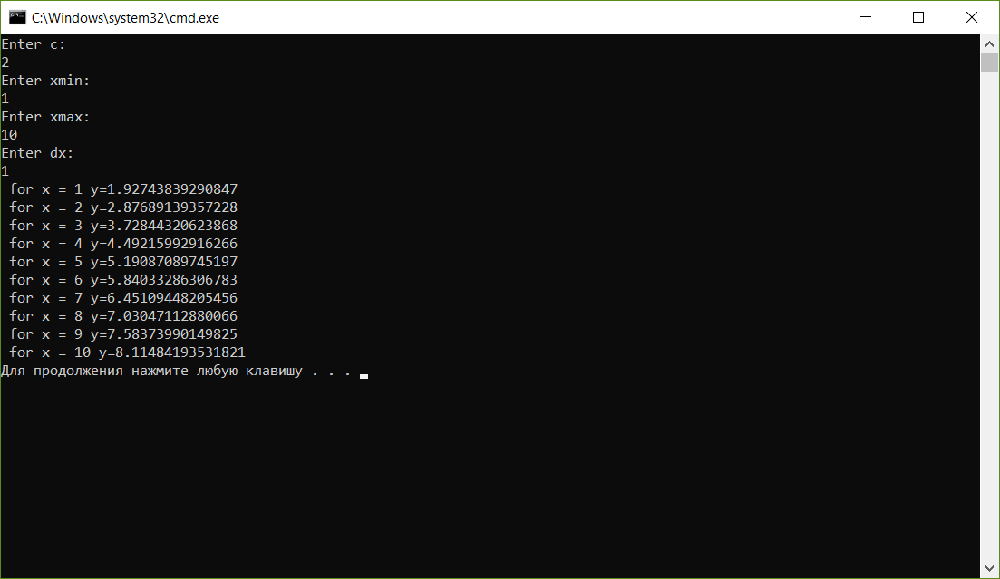 C:\Windows\system32\cmd.exe
Enter c:
2
Enter xmin:
1
Enter xmax:
10
Enter dx:
1
for x = 1 y=1.92743839290847
for x = 2 y=2.87689139357228
for x = 3 y=3.72844320623868
for x = 4 y=4.49215992916266
for x = 5 y=5.19087089745197
for x = 6 y=5.84033286306783
for x = 7 y=6.45109448205456
for x = 8 y=7.03047112880066
for x = 9 y=7.58373990149825
for x = 10 y=8.11484193531821
Для продолжения нажмите любую клавишу . . .